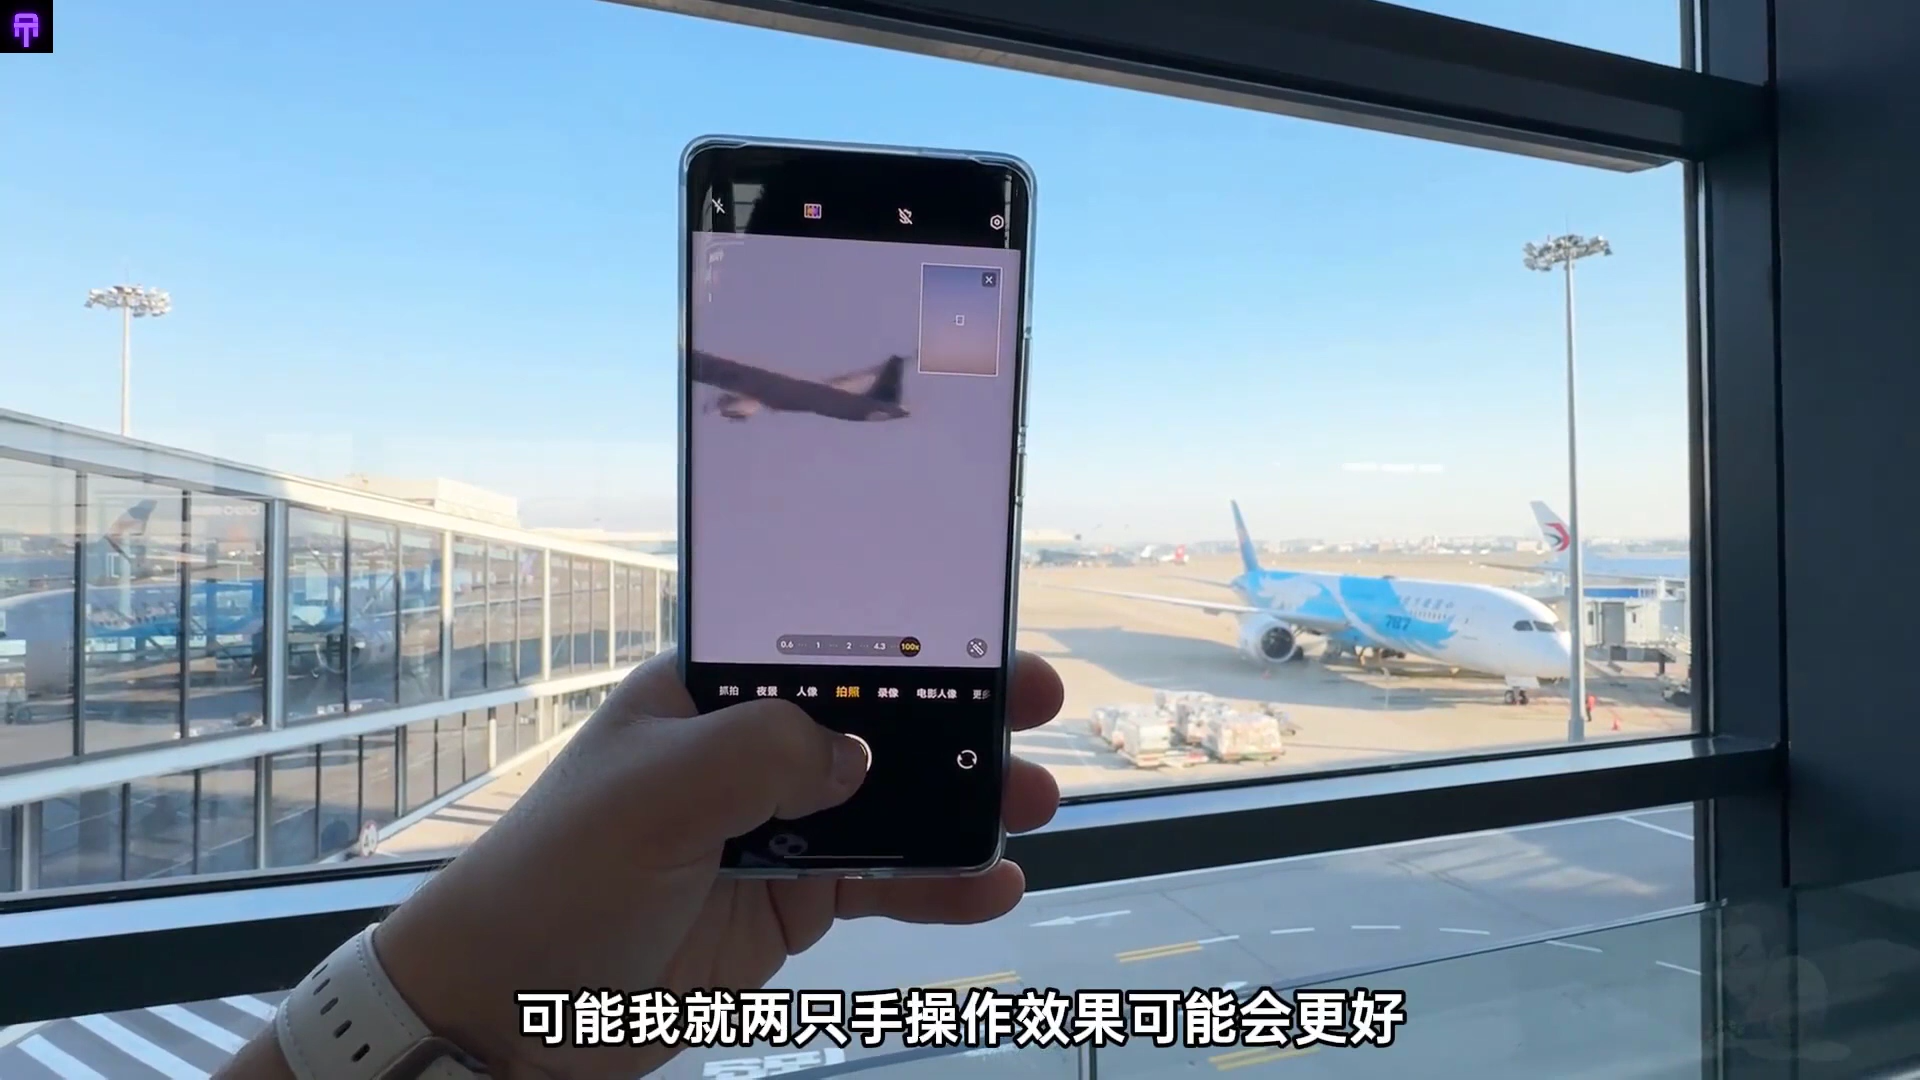 0.6 1 2 4.3 100x
抓拍 夜景 人像 拍照 录像 电影人像 更多
787
可能我就两只手操作效果可能会更好